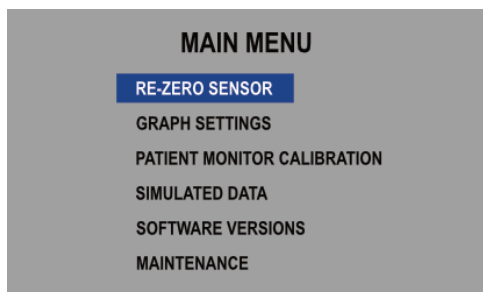 MAIN MENU
RE-ZERO SENSOR
GRAPH SETTINGS
PATIENT MONITOR CALIBRATION
SIMULATED DATA
SOFTWARE VERSIONS
MAINTENANCE